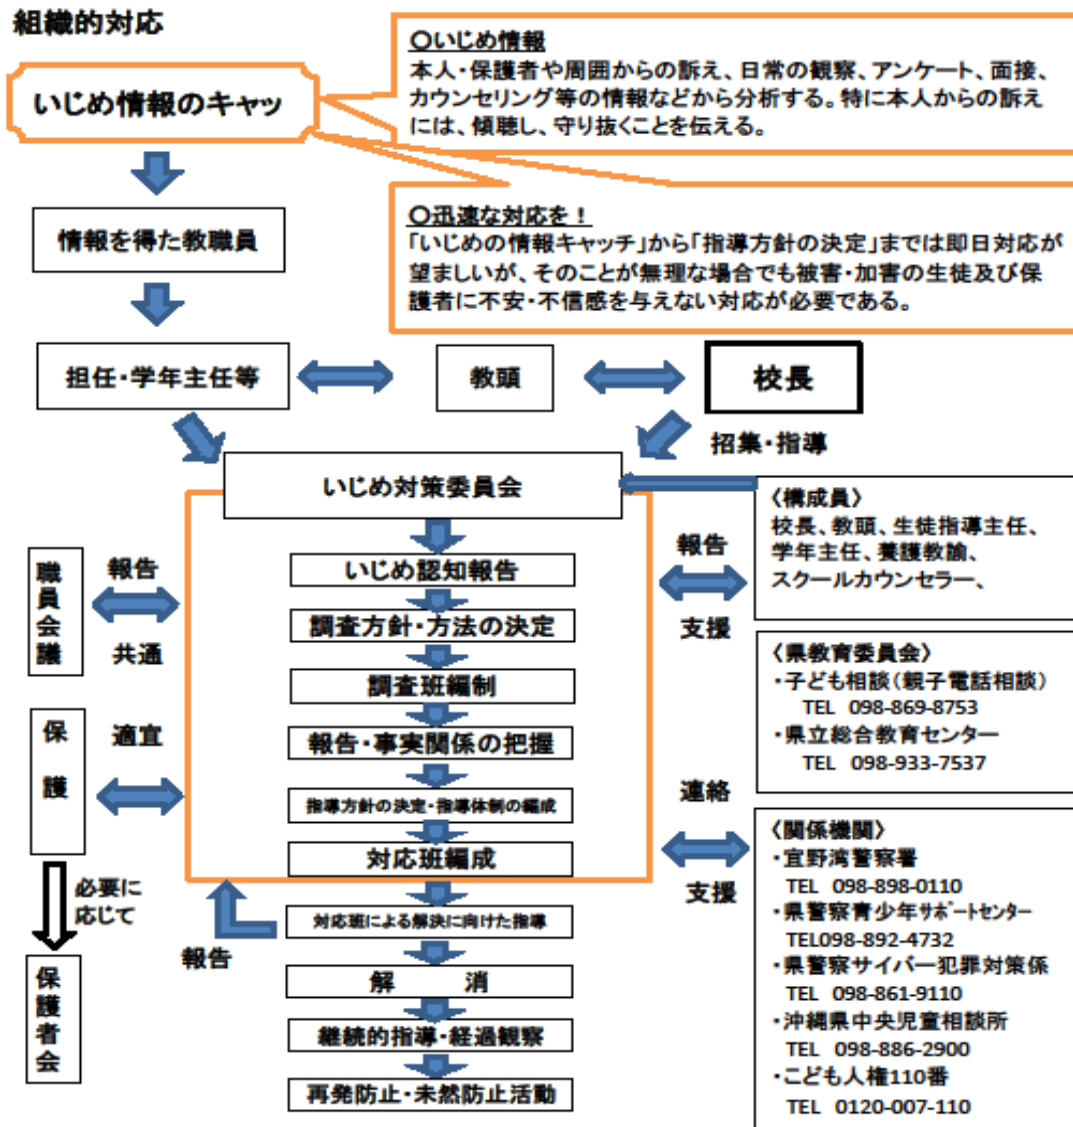 組織的対応
いじめ情報のキャッ
〇いじめ情報
本人・保護者や周囲からの訴え、日常の観察、アンケート、面接、
カウンセリング等の情報などから分析する。特に本人からの訴え
には、傾聴し、守り抜くことを伝える。
〇迅速な対応を！
「いじめの情報キャッチ」から「指導方針の決定」までは即日対応が
望ましいが、そのことが無理な場合でも被害・加害の生徒及び保
護者に不安・不信感を与えない対応が必要である。
情報を得た教職員
担任・学年主任等
教頭
校長
招集・指導
いじめ対策委員会
いじめ認知報告
調査方針・方法の決定
調査班編制
報告・事実関係の把握
指導方針の決定・指導体制の編成
対応班編成
対応班による解決に向けた指導
解　　消
継続的指導・経過観察
再発防止・未然防止活動
職員会議
報告
共通
保護
適宜
必要に
応じて
保護者会
報告
報告
支援
連絡
支援
〈構成員〉
校長、教頭、生徒指導主任、
学年主任、養護教諭、
スクールカウンセラー、
〈県教育委員会〉
・子ども相談（親子電話相談）
TEL 098-869-8753
・県立総合教育センター
TEL 098-933-7537
〈関係機関〉
・宜野湾警察署
TEL 098-898-0110
・県警察青少年ｻﾎﾟｰﾄセンター
TEL098-892-4732
・県警察サイバー犯罪対策係
TEL 098-861-9110
・沖縄県中央児童相談所
TEL 098-886-2900
・こども人権110番
TEL 0120-007-110